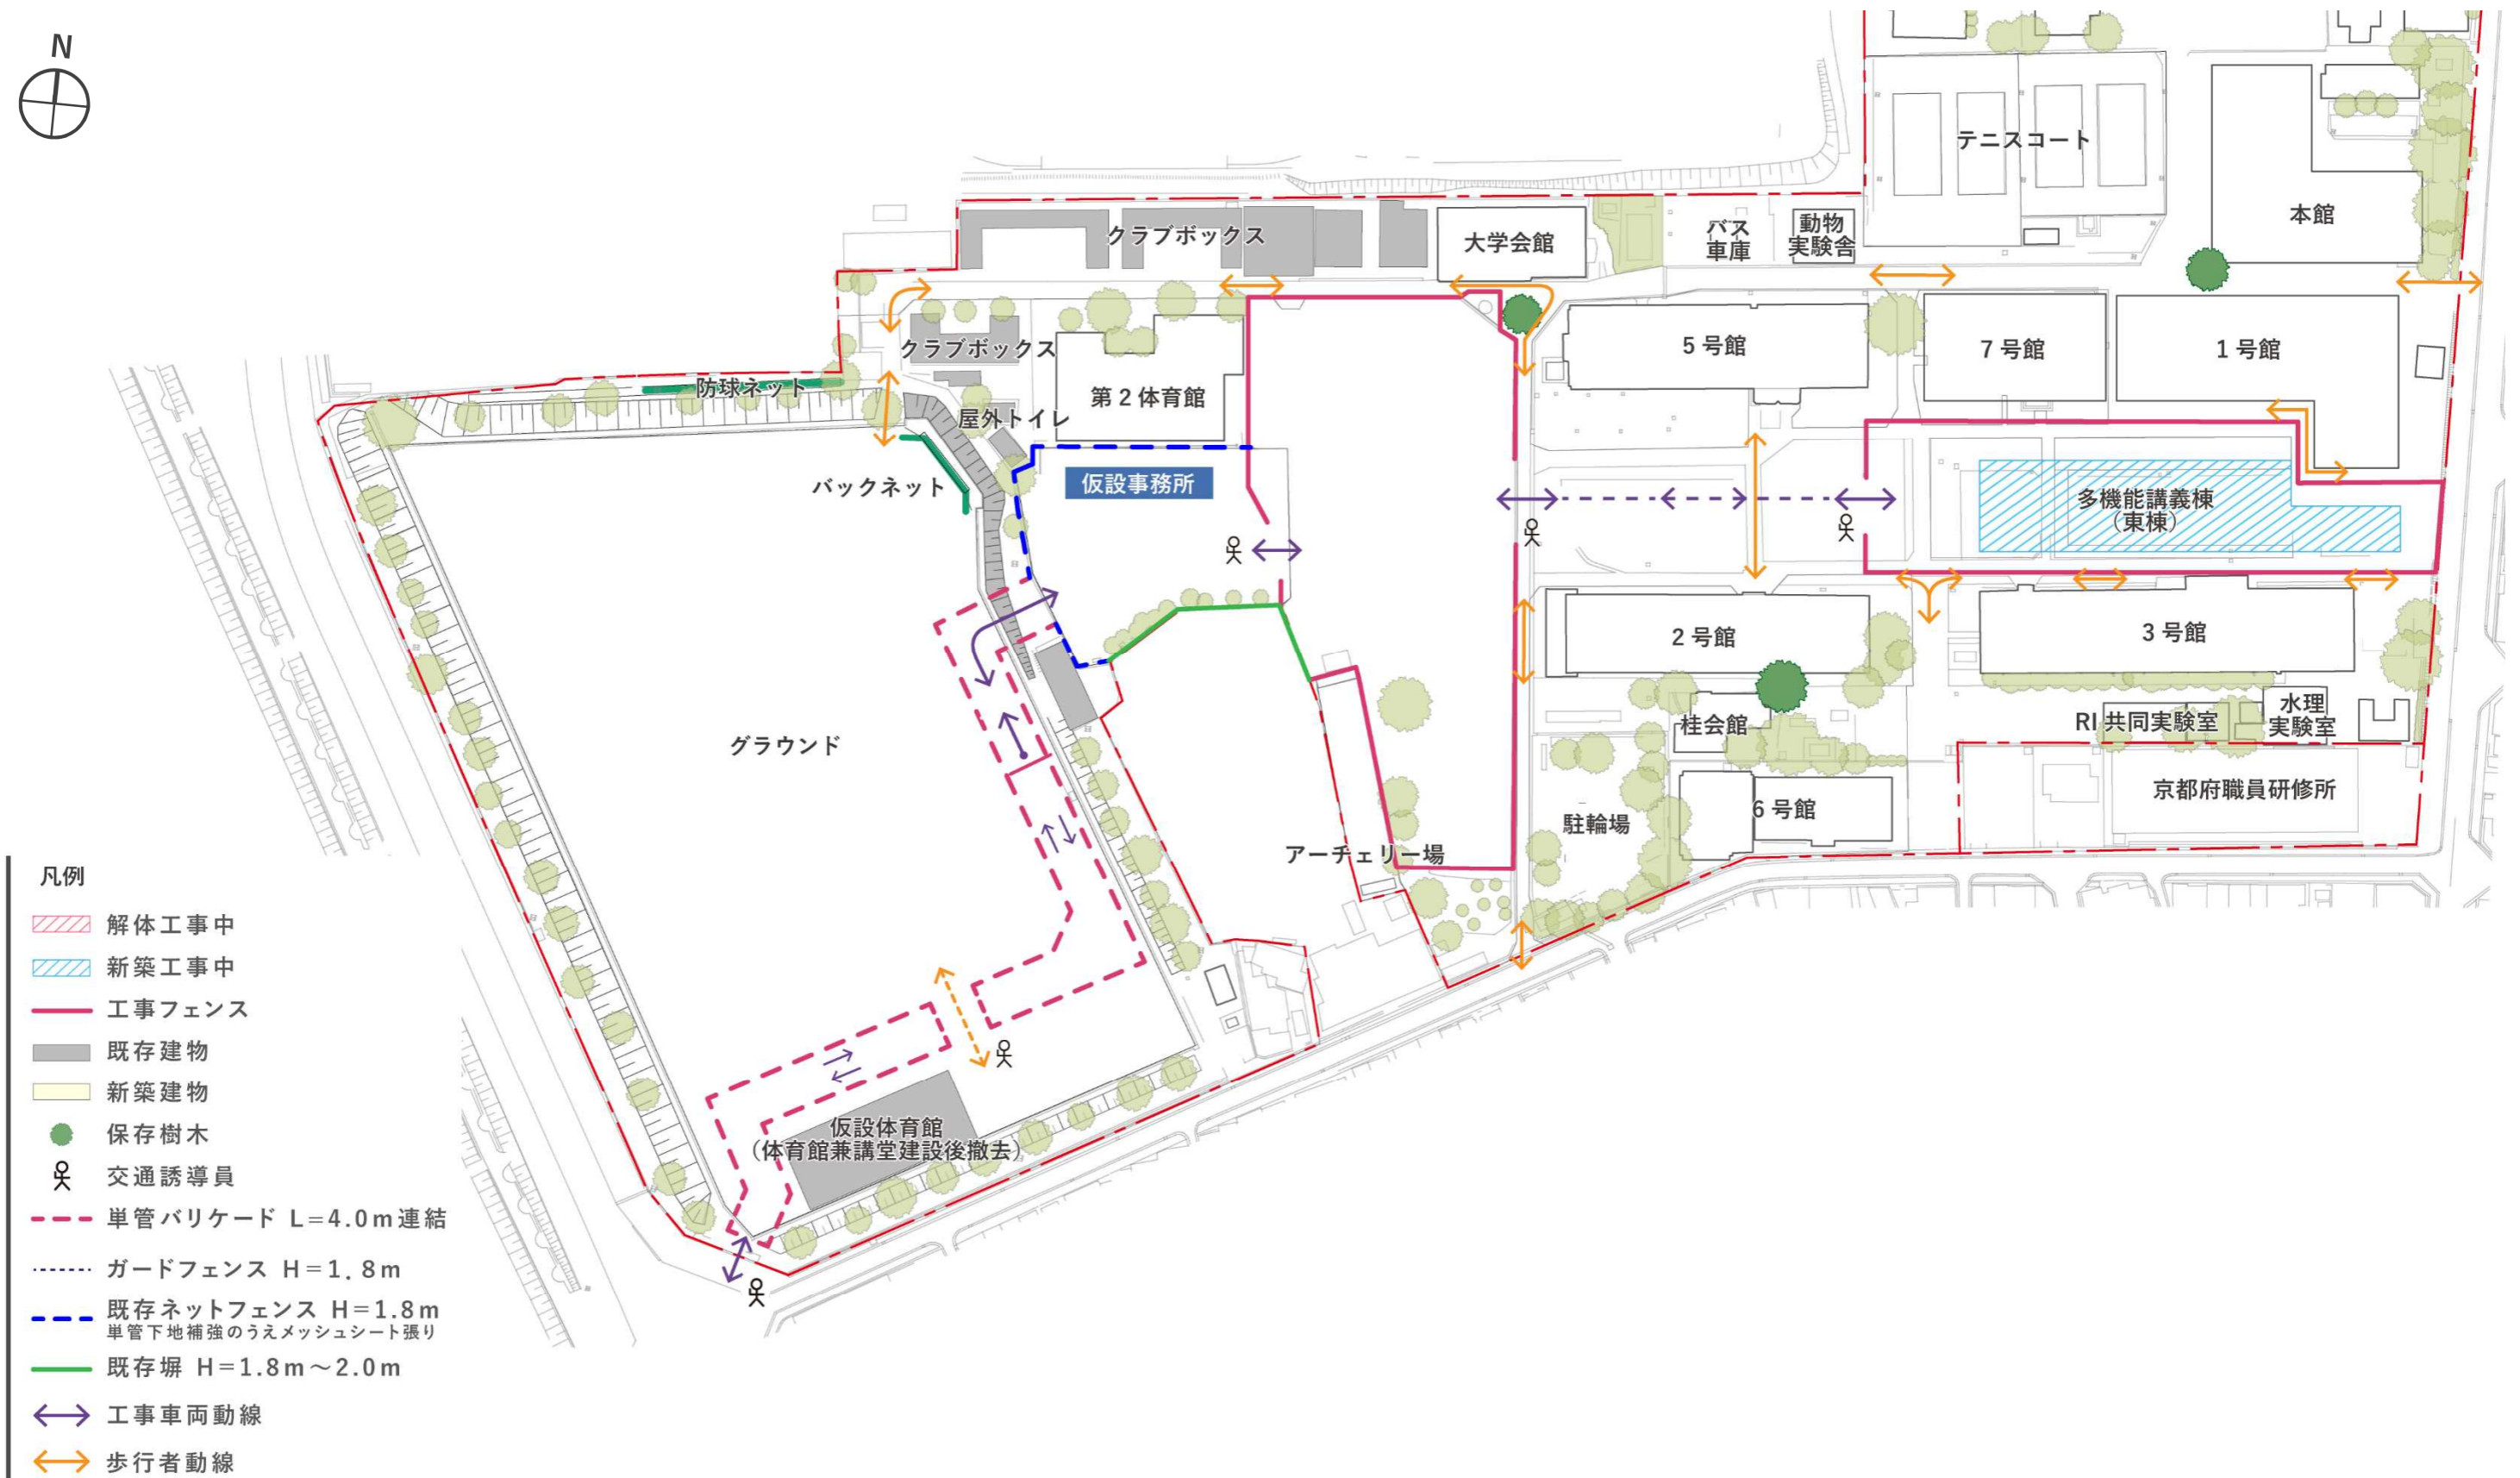 N
テニスコート
本館
クラブボックス
大学会館
バス
車庫
動物
実験舎
クラブボックス
第2体育館
5号館
7号館
1号館
防球ネット
屋外トイレ
バックネット
仮設事務所
多機能講義棟
（東棟）
2号館
3号館
グラウンド
桂会館
RI共同実験室
水理
実験室
6号館
駐輪場
京都府職員研修所
アーチェリー場
仮設体育館
（体育館兼講堂建設後撤去）
凡例
解体工事中
新築工事中
工事フェンス
既存建物
新築建物
保存樹木
交通誘導員
単管バリケード L=4.0m連結
ガードフェンス H=1.8m
既存ネットフェンス H=1.8m
単管下地補強のうえメッシュシート張り
既存塀 H=1.8m～2.0m
工事車両動線
歩行者動線